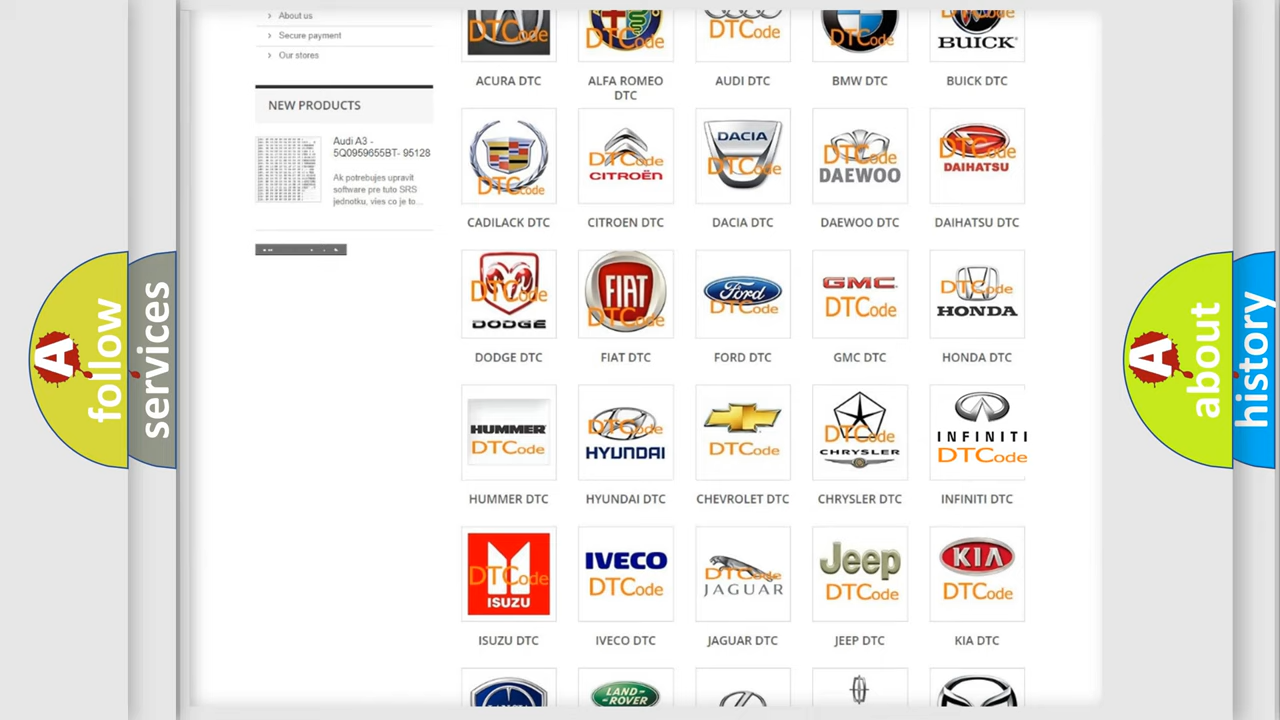 About us
Secure payment
Our stores
NEW PRODUCTS
Audi A3 -
5Q0959655BT- 95128
Ak potrebujes upravit
software pre tuto SRS
jednotku, vies co je to...
DTCode
DTCode
DTCode
DTCode
BUICK
ACURA DTC
ALFA ROMEO
DTC
AUDI DTC
BMW DTC
BUICK DTC
DTCode
DTCode
CITROËN
DACIA
DTCode
DTCode
DAEWOO
DTCode
DAIHATSU
CADILACK DTC
CITROEN DTC
DACIA DTC
DAEWOO DTC
DAIHATSU DTC
DTCode
DODGE
FIAT
DTCode
Ford
DTCode
GMC
DTCode
DTCode
HONDA
DODGE DTC
FIAT DTC
FORD DTC
GMC DTC
HONDA DTC
HUMMER
DTCode
DTCode
HYUNDAI
DTCode
DTCode
CHRYSLER
INFINITI
DTCode
HUMMER DTC
HYUNDAI DTC
CHEVROLET DTC
CHRYSLER DTC
INFINITI DTC
DTCode
ISUZU
IVECO
DTCode
DTCode
JAGUAR
Jeep
DTCode
KIA
DTCode
ISUZU DTC
IVECO DTC
JAGUAR DTC
JEEP DTC
KIA DTC
LAND-
ROVER
A
follow
services
A
about
history